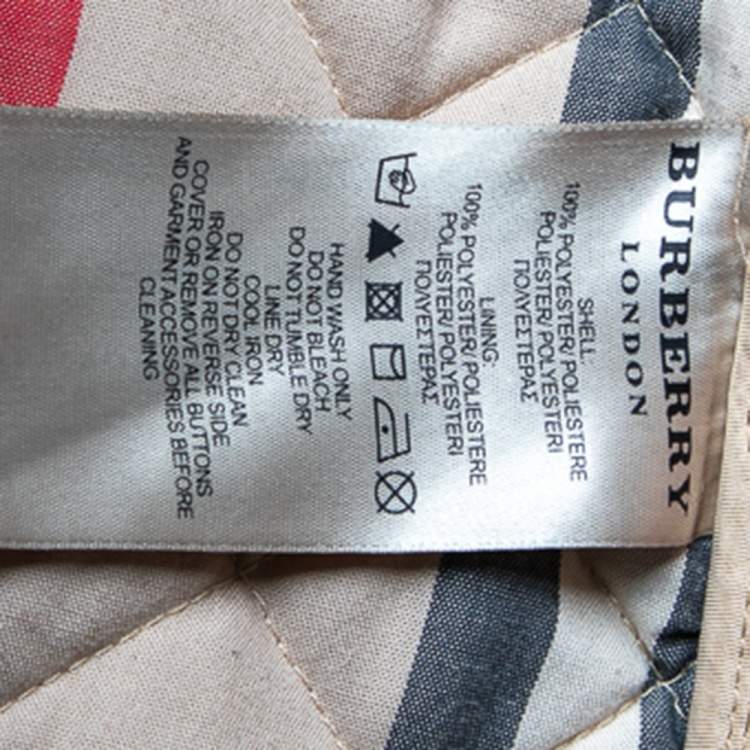 BURBERRY
LONDON
SHELL:
100% POLYESTER/ POLIESTERE
POLIESTER/ POLYESTERI
ΠΟΛΥΕΣΤΕΡΑΣ
LINING:
100% POLYESTER/ POLIESTERE
POLIESTER/ POLYESTERI
ΠΟΛΥΕΣΤΕΡΑΣ
HAND WASH ONLY
DO NOT BLEACH
DO NOT TUMBLE DRY
LINE DRY
COOL IRON
DO NOT DRY CLEAN
IRON ON REVERSE SIDE
COVER OR REMOVE ALL BUTTONS
AND GARMENT ACCESSORIES BEFORE
CLEANING